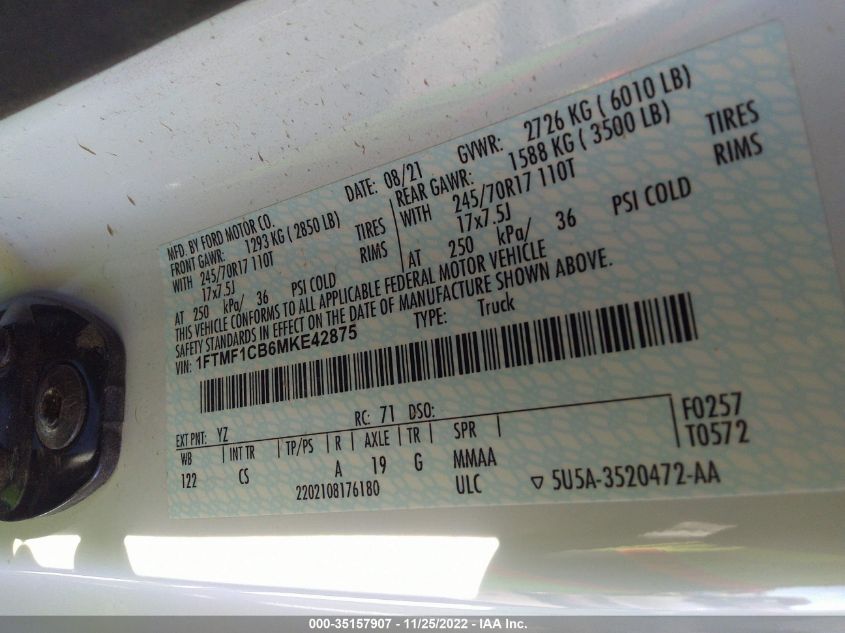 MFD. BY FORD MOTOR CO.
DATE: 08/21
GVWR: 2726 KG ( 6010 LB)
FRONT GAWR: 1293 KG ( 2850 LB)
REAR GAWR: 1588 KG ( 3500 LB)
WITH 245/70R17 110T TIRES
WITH 245/70R17 110T TIRES
17x7.5J RIMS
17x7.5J RIMS
AT 250 kPa/ 36 PSI COLD
AT 250 kPa/ 36 PSI COLD
THIS VEHICLE CONFORMS TO ALL APPLICABLE FEDERAL MOTOR VEHICLE
SAFETY STANDARDS IN EFFECT ON THE DATE OF MANUFACTURE SHOWN ABOVE.
VIN: 1FTMF1CB6MKE42875
TYPE: Truck
EXT PNT: YZ RC: 71 DSO: F0257
WB INT TR TP/PS R AXLE TR SPR T0572
122 CS A 19 G MMAA
2202108176180 ULC ▽ 5U5A-3520472-AA
000-35157907 - 11/25/2022 - IAA Inc.